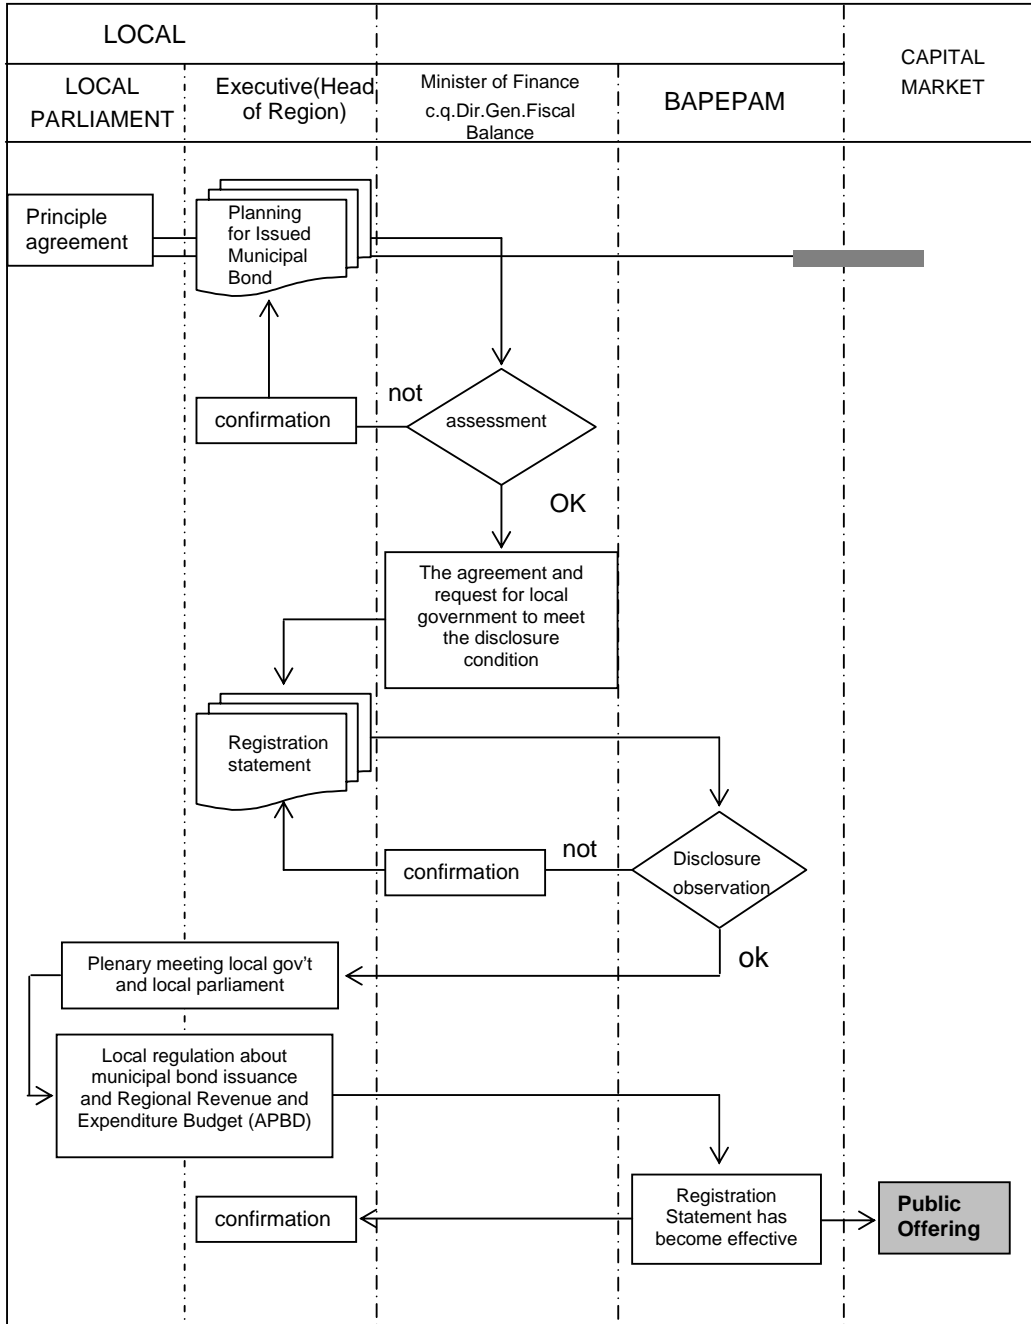 LOCAL
CAPITAL
MARKET
LOCAL
PARLIAMENT
Executive(Head
of Region)
Minister of Finance
c.q.Dir.Gen.Fiscal
Balance
BAPEPAM
Principle
agreement
Planning
for Issued
Municipal
Bond
not
confirmation
assessment
OK
The agreement and
request for local
government to meet
the disclosure
condition
Registration
statement
confirmation
not
Disclosure
observation
ok
Plenary meeting local gov't
and local parliament
Local regulation about
municipal bond issuance
and Regional Revenue and
Expenditure Budget (APBD)
confirmation
Registration
Statement has
become effective
Public
Offering